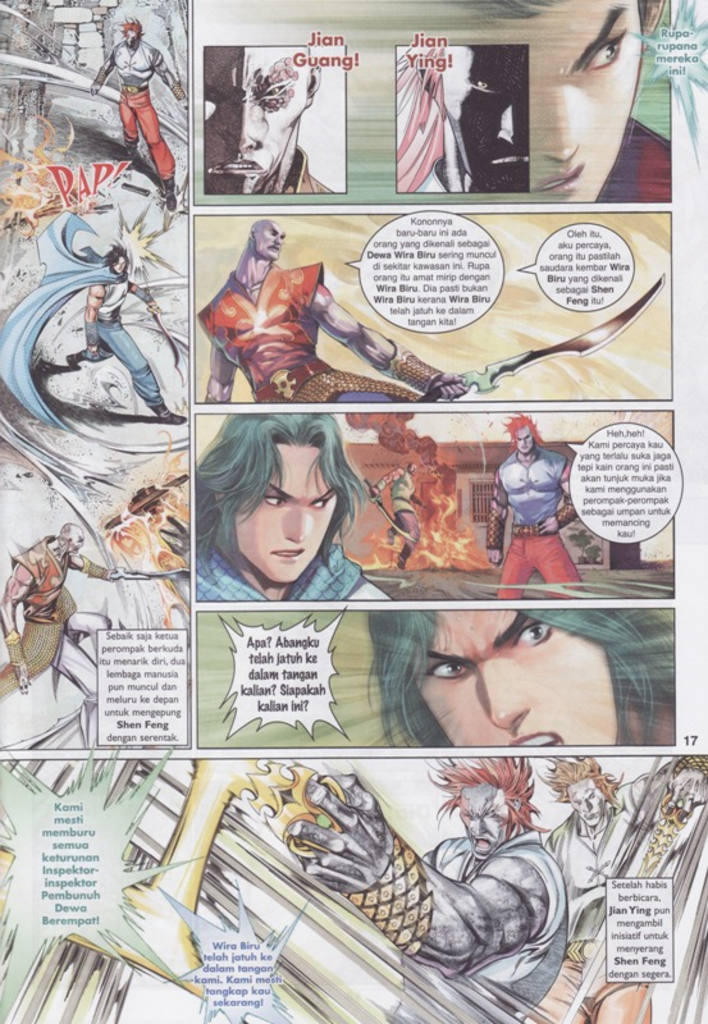 Jian
Guang!
Jian
Ying!
Rupa-
rupana
mereka
ini!
PAP!
Kononnya
baru-baru ini ada
orang yang dikenali sebagai
Dewa Wira Biru sering muncul
di sekitar kawasan ini. Rupa
orang itu amat mirip dengan
Wira Biru. Dia pasti bukan
Wira Biru kerana Wira Biru
telah jatuh ke dalam
tangan kita!
Oleh itu,
aku percaya,
orang itu pastilah
saudara kembar Wira
Biru yang dikenali
sebagai Shen
Feng itu!
Heh,heh!
Kami percaya kau
yang terlalu
suka jaga
tepi kain orang ini pasti
akan tunjuk muka jika
kami menggunakan
perompak-perompak
sebagai umpan
untuk
memancing
kau!
Sebaik saja ketua
perompak berkuda
itu menarik diri, dua
lembaga manusia
pun muncul dan
meluru ke depan
untuk mengepung
Shen Feng
dengan serentak.
Apa? Abangku
telah jatuh ke
dalam tangan
kalian? Siapakah
kalian ini?
17
Kami
mesti
memburu
semua
keturunan
Inspektor-
inspektor
Pembunuh
Dewa
Berempat!
Wira Biru
telah jatuh ke
dalam tangan
kami. Kami mesti
tangkap kau
sekarang!
Setelah habis
berbicara,
Jian Ying pun
mengambil
inisiatif untuk
menyerang
Shen Feng
dengan segera.